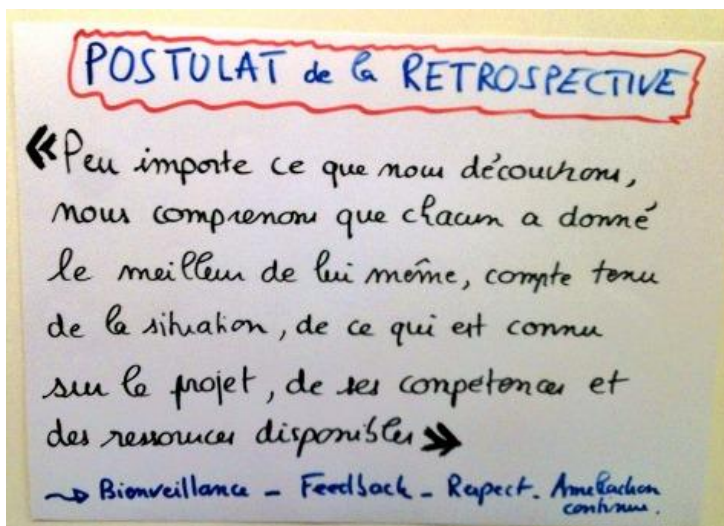 POSTULAT de la RETROSPECTIVE
« Peu importe ce que nous découvrons,
nous comprenons que chacun a donné
le meilleur de lui même, compte tenu
de la situation, de ce qui est connu
sur le projet, de ses compétences et
des ressources disponibles »
→ Bienveillance - Feedback - Respect. Amélioration
continue.